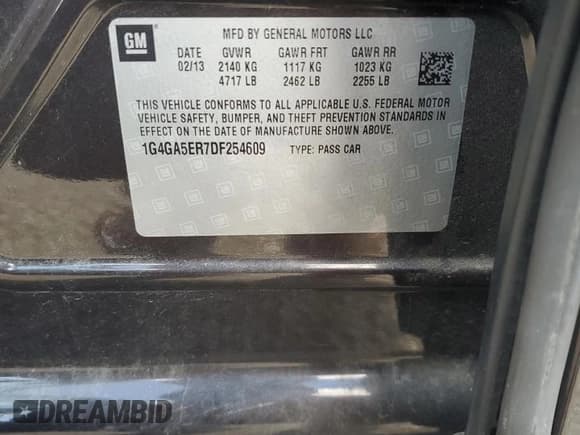 GM
MFD BY GENERAL MOTORS LLC
DATE GVWR GAWR FRT GAWR RR
02/13 2140 KG 1117 KG 1023 KG
4717 LB 2462 LB 2255 LB
THIS VEHICLE CONFORMS TO ALL APPLICABLE U.S. FEDERAL MOTOR
VEHICLE SAFETY, BUMPER, AND THEFT PREVENTION STANDARDS IN
EFFECT ON THE DATE OF MANUFACTURE SHOWN ABOVE.
1G4GA5ER7DF254609 TYPE: PASS CAR
DREAMBID